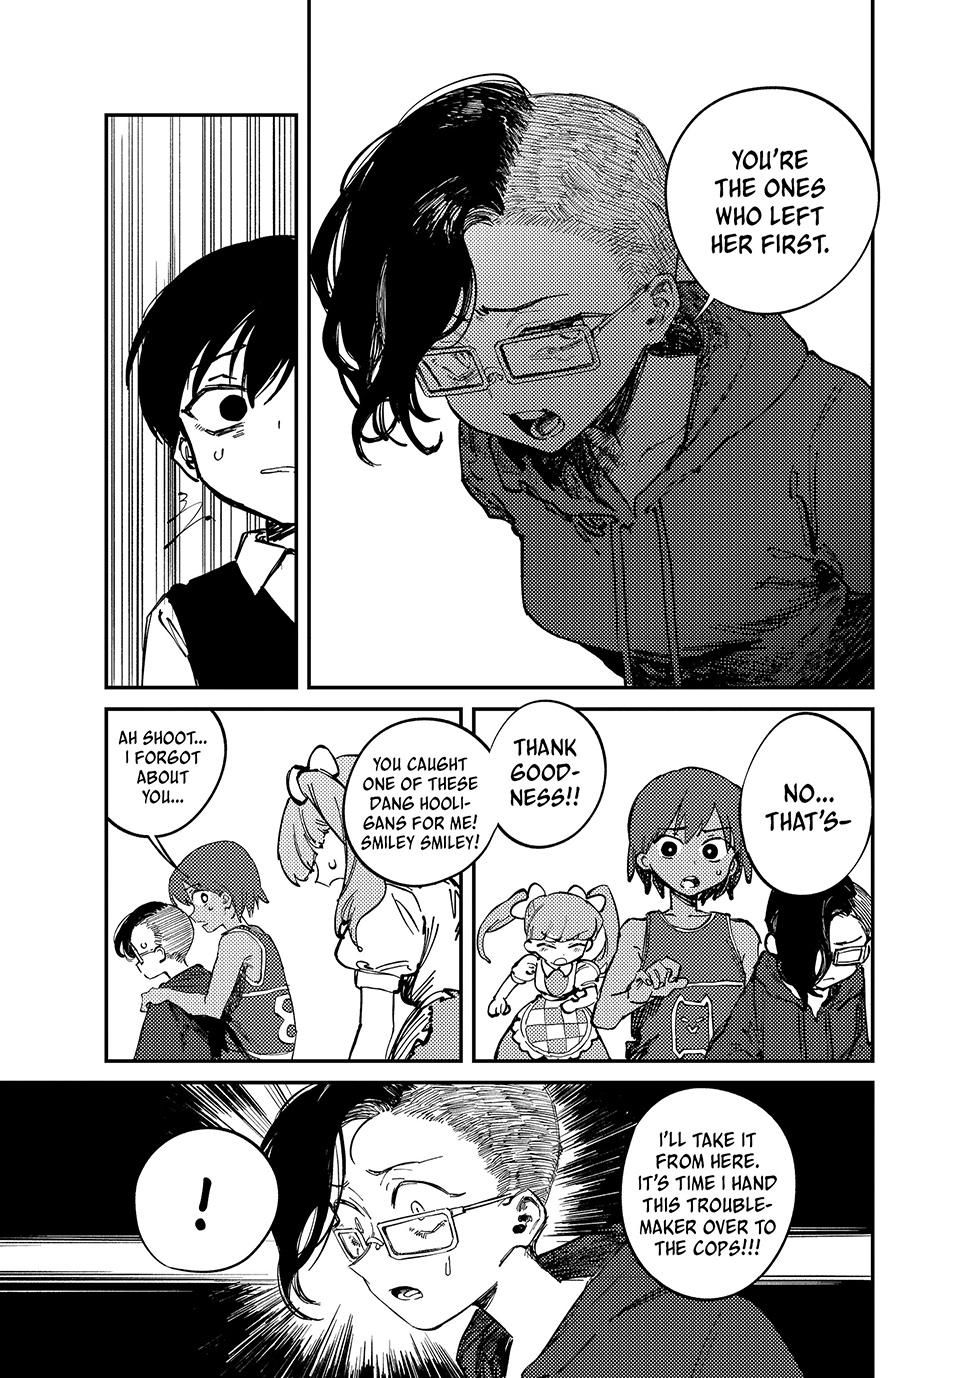 YOU'RE
THE ONES
WHO LEFT
HER FIRST.
NO...
THAT'S-
THANK
GOOD-
NESS!!
YOU CAUGHT
ONE OF THESE
DANG HOOLI-
GANS FOR ME!
SMILEY SMILEY!
AH SHOOT...
I FORGOT
ABOUT
YOU...
8
I'LL TAKE IT
FROM HERE.
IT'S TIME I HAND
THIS TROUBLE-
MAKER OVER TO
THE COPS!!!
!